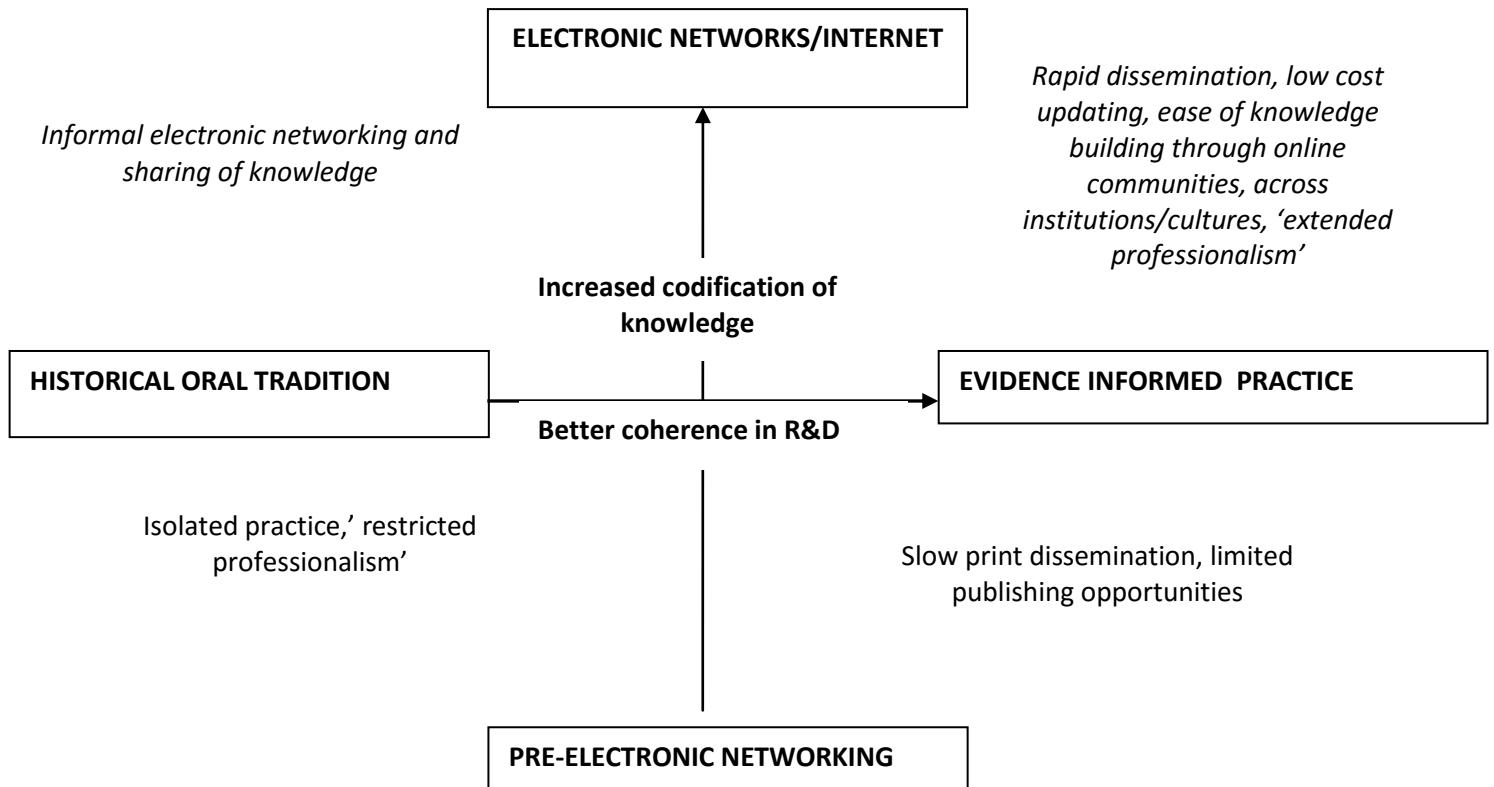 ELECTRONIC NETWORKS/INTERNET
Informal electronic networking and
sharing of knowledge
Rapid dissemination, low cost
updating, ease of knowledge
building through online
communities, across
institutions/cultures, ‘extended
professionalism’
Increased codification of
knowledge
HISTORICAL ORAL TRADITION
EVIDENCE INFORMED  PRACTICE
Better coherence in R&D
Isolated practice,’ restricted
professionalism’
Slow print dissemination, limited
publishing opportunities
PRE-ELECTRONIC NETWORKING